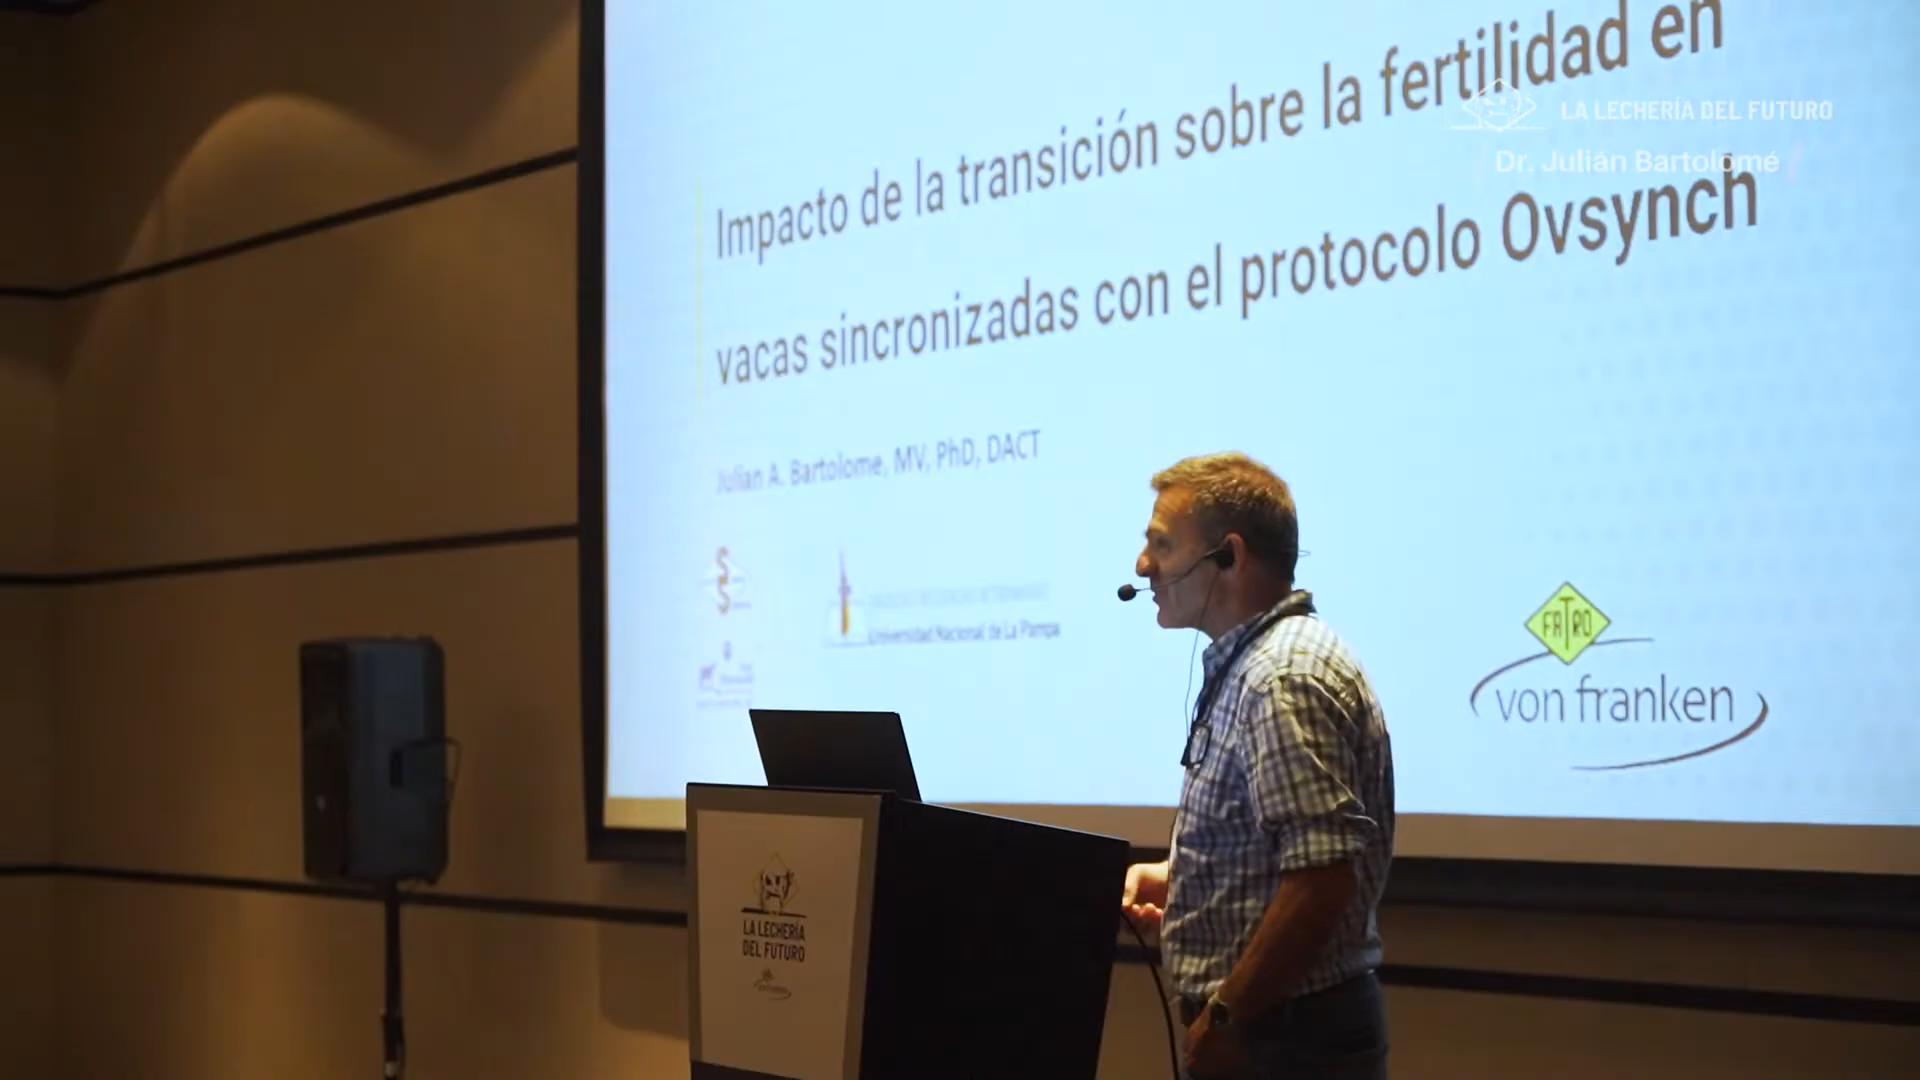 Impacto de la transición sobre la fertilidad en
vacas sincronizadas con el protocolo Ovsynch
LA LECHERÍA DEL FUTURO
Dr. Julián Bartolomé
Julian A. Bartolome, MV, PhD, DACT
Universidad Nacional de La Pampa
FATRO
von franken
LA LECHERÍA
DEL FUTURO